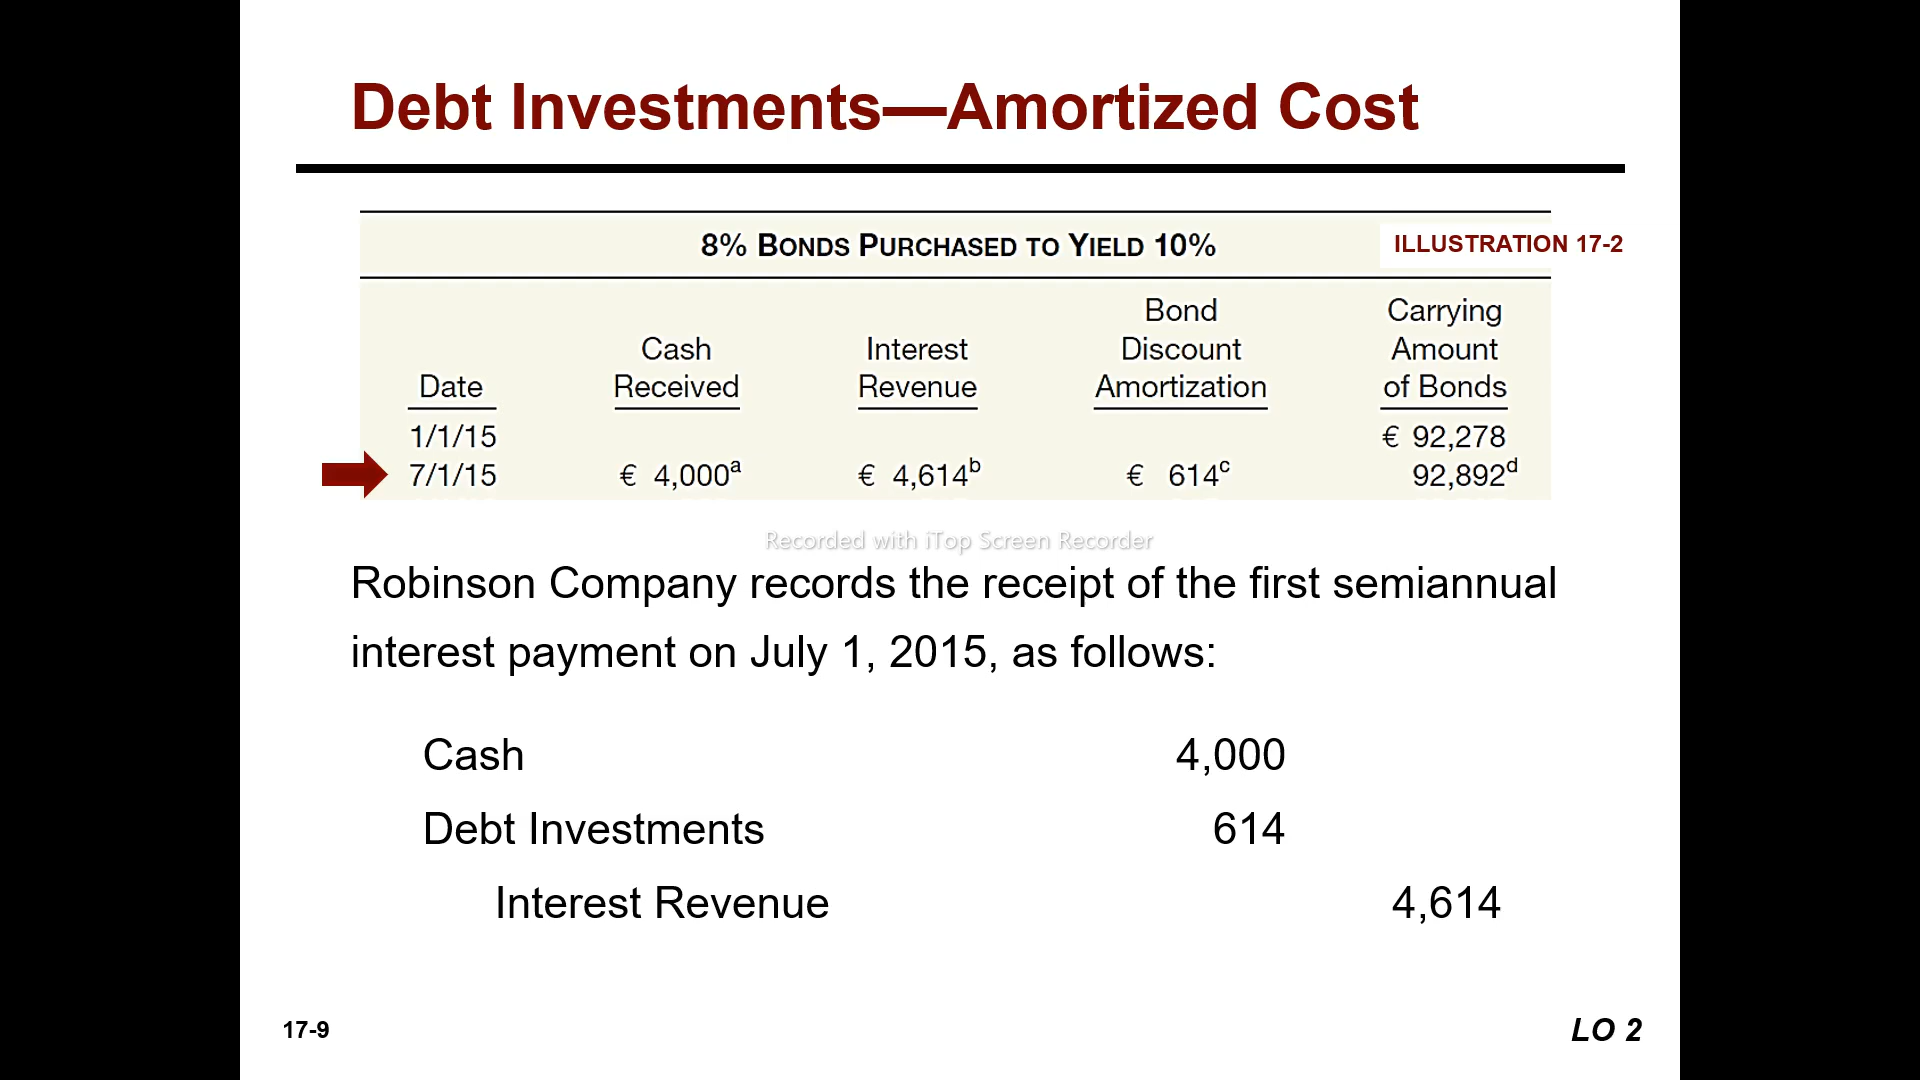 Debt Investments—Amortized Cost
8% BONDS PURCHASED TO YIELD 10%
ILLUSTRATION 17-2
Date Cash Received Interest Revenue Bond Discount Amortization Carrying Amount of Bonds
1/1/15 € 92,278
7/1/15 € 4,000a € 4,614b € 614c 92,892d
Recorded with iTop Screen Recorder
Robinson Company records the receipt of the first semiannual
interest payment on July 1, 2015, as follows:
Cash 4,000
Debt Investments 614
Interest Revenue 4,614
17-9
LO 2